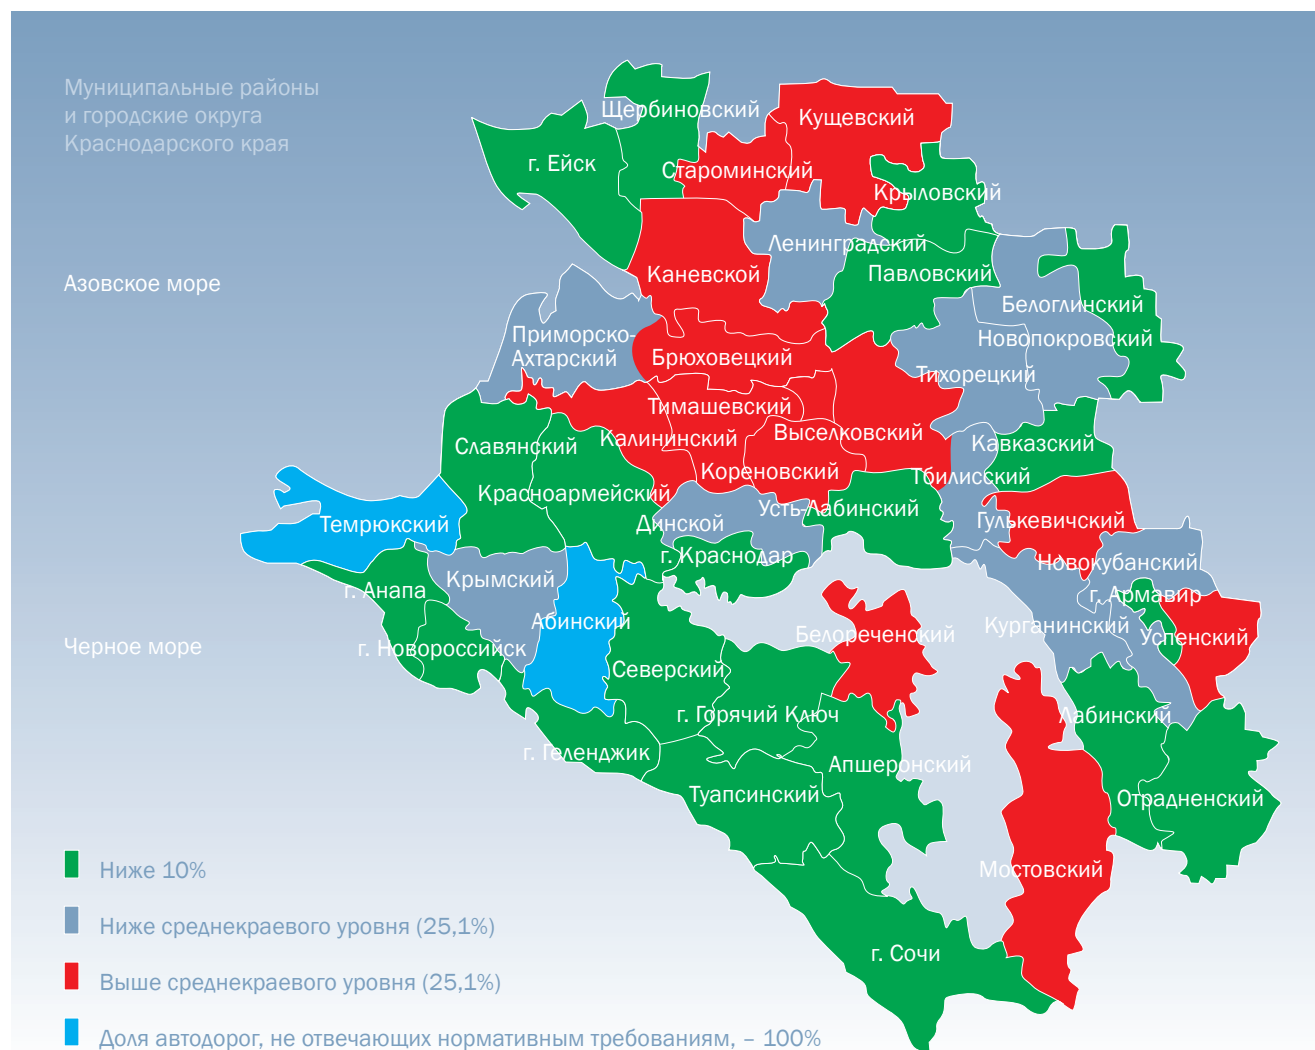 Муниципальные районы
и городские округа
Краснодарского края
Щербиновский
Кущевский
г. Ейск
Староминский
Крыловский
Ленинградский
Азовское море
Каневской
Павловский
Белоглинский
Приморско-
Ахтарский
Новопокровский
Брюховецкий
Тихорецкий
Тимашевский
Славянский
Калининский
Выселковский
Кавказский
Кореновский
Тбилисский
Красноармейский
Усть-Лабинский
Темрюкский
Динской
Гулькевичский
г. Краснодар
Новокубанский
Крымский
г. Анапа
г. Армавир
Абинский
Белореченский
Курганинский
Успенский
Черное море
г. Новороссийск
Северский
г. Горячий Ключ
Лабинский
г. Геленджик
Апшеронский
Туапсинский
Отрадненский
Мостовский
г. Сочи
Ниже 10%
Ниже среднекраевого уровня (25,1%)
Выше среднекраевого уровня (25,1%)
Доля автодорог, не отвечающих нормативным требованиям, – 100%